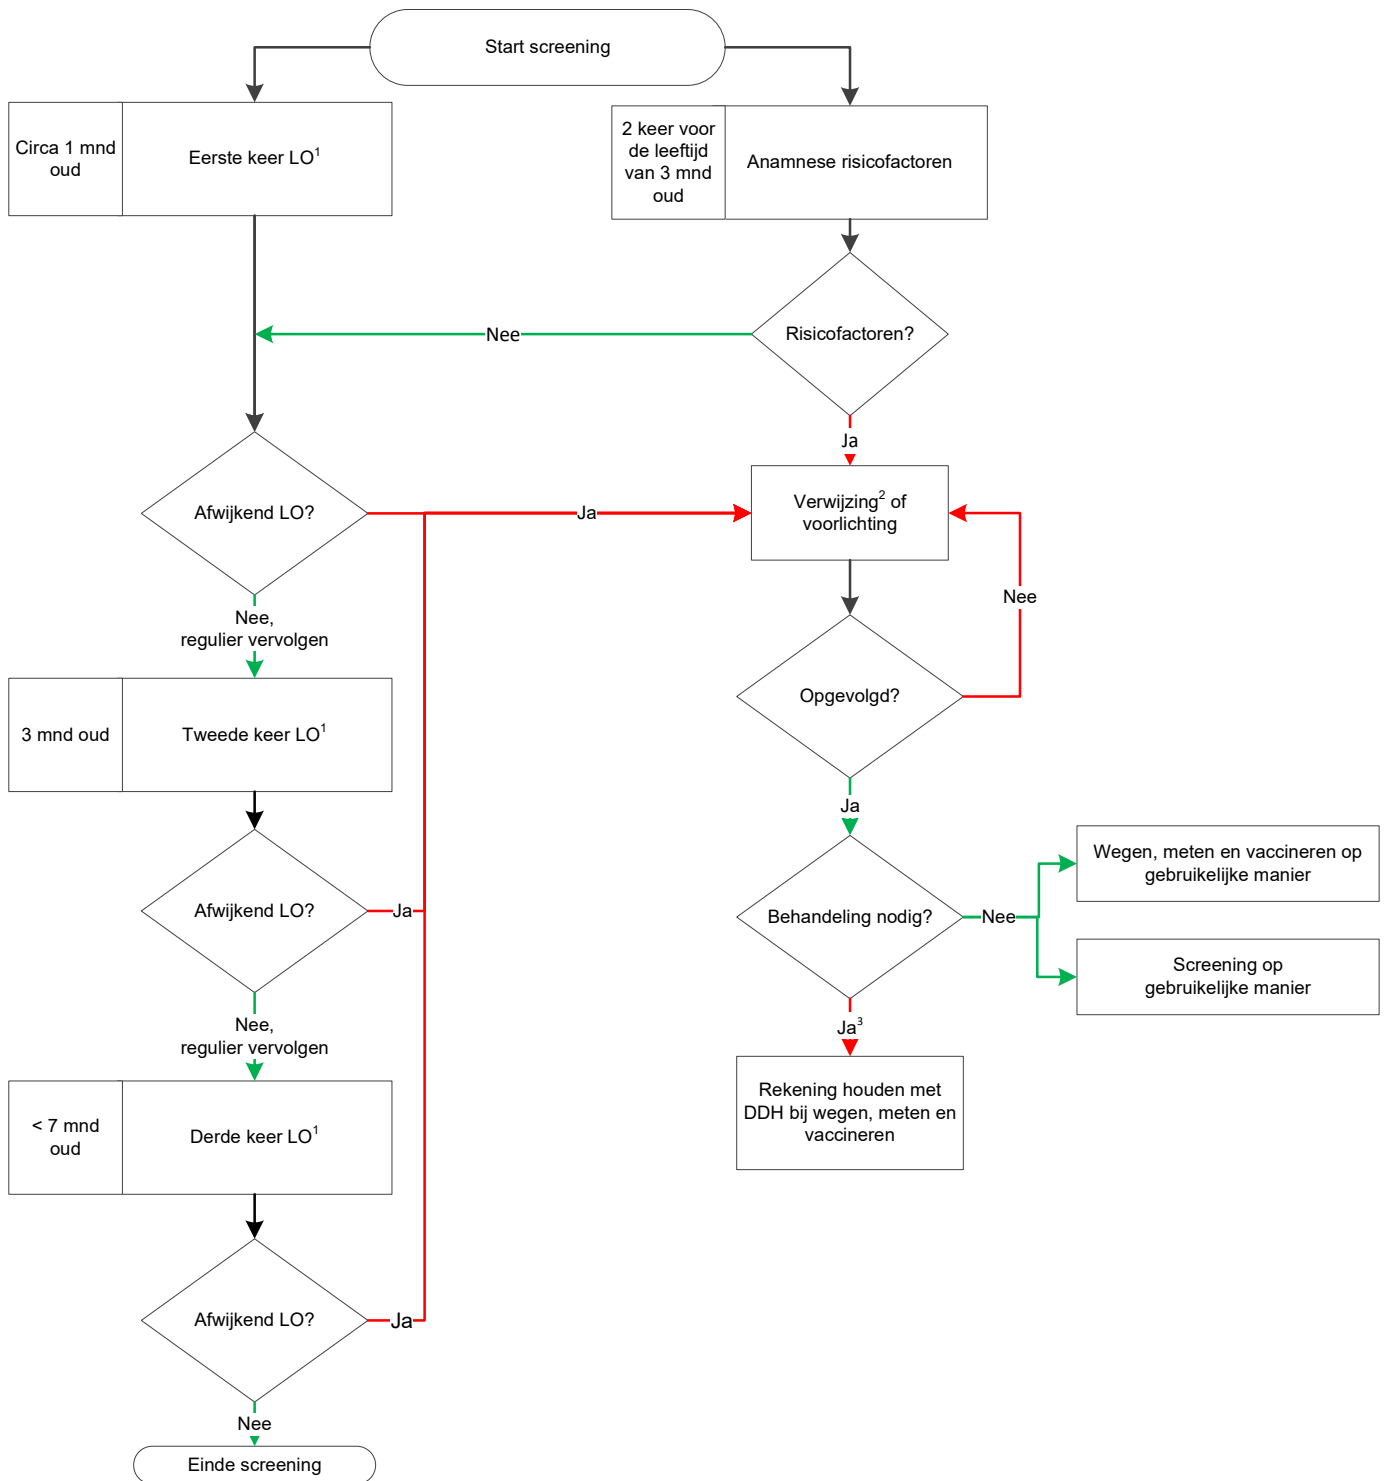 Start screening
Circa 1 mnd
oud
Eerste keer LO¹
2 keer voor
de leeftijd
van 3 mnd
oud
Anamnese risicofactoren
Nee
Risicofactoren?
Ja
Afwijkend LO?
Ja
Verwijzing² of
voorlichting
Nee
Nee,
regulier vervolgen
3 mnd oud
Tweede keer LO¹
Opgevolgd?
Ja
Afwijkend LO?
Ja
Behandeling nodig?
Nee
Wegen, meten en vaccineren op
gebruikelijke manier
Screening op
gebruikelijke manier
Nee,
regulier vervolgen
Ja³
< 7 mnd
oud
Derde keer LO¹
Rekening houden met
DDH bij wegen, meten en
vaccineren
Afwijkend LO?
Ja
Nee
Einde screening